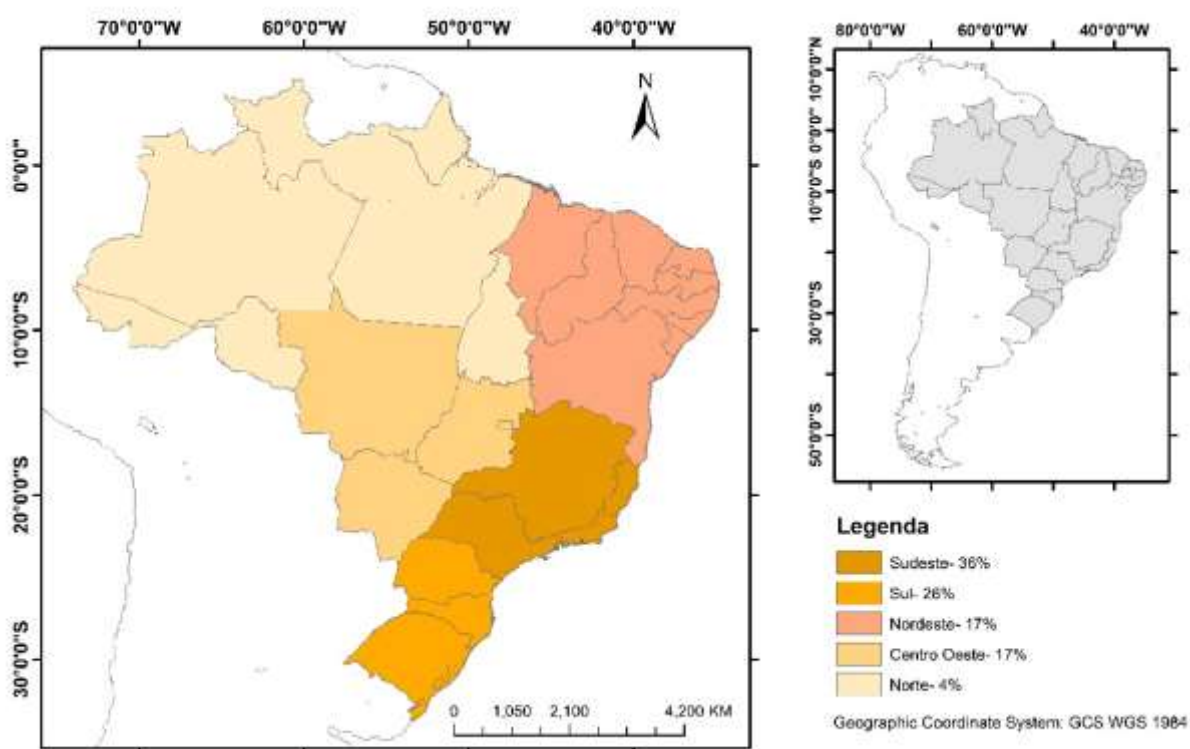 70°0'0"W 60°0'0"W 50°0'0"W 40°0'0"W
0°0'0"
10°0'0"S
20°0'0"S
30°0'0"S
N
0 1,050 2,100 4,200 KM
80°0'0"W 60°0'0"W 40°0'0"W
10°0'0"N
0°0'0"
10°0'0"S
30°0'0"S
50°0'0"S
Legenda
Sudeste- 36%
Sul- 26%
Nordeste- 17%
Centro Oeste- 17%
Norte- 4%
Geographic Coordinate System: GCS WGS 1984